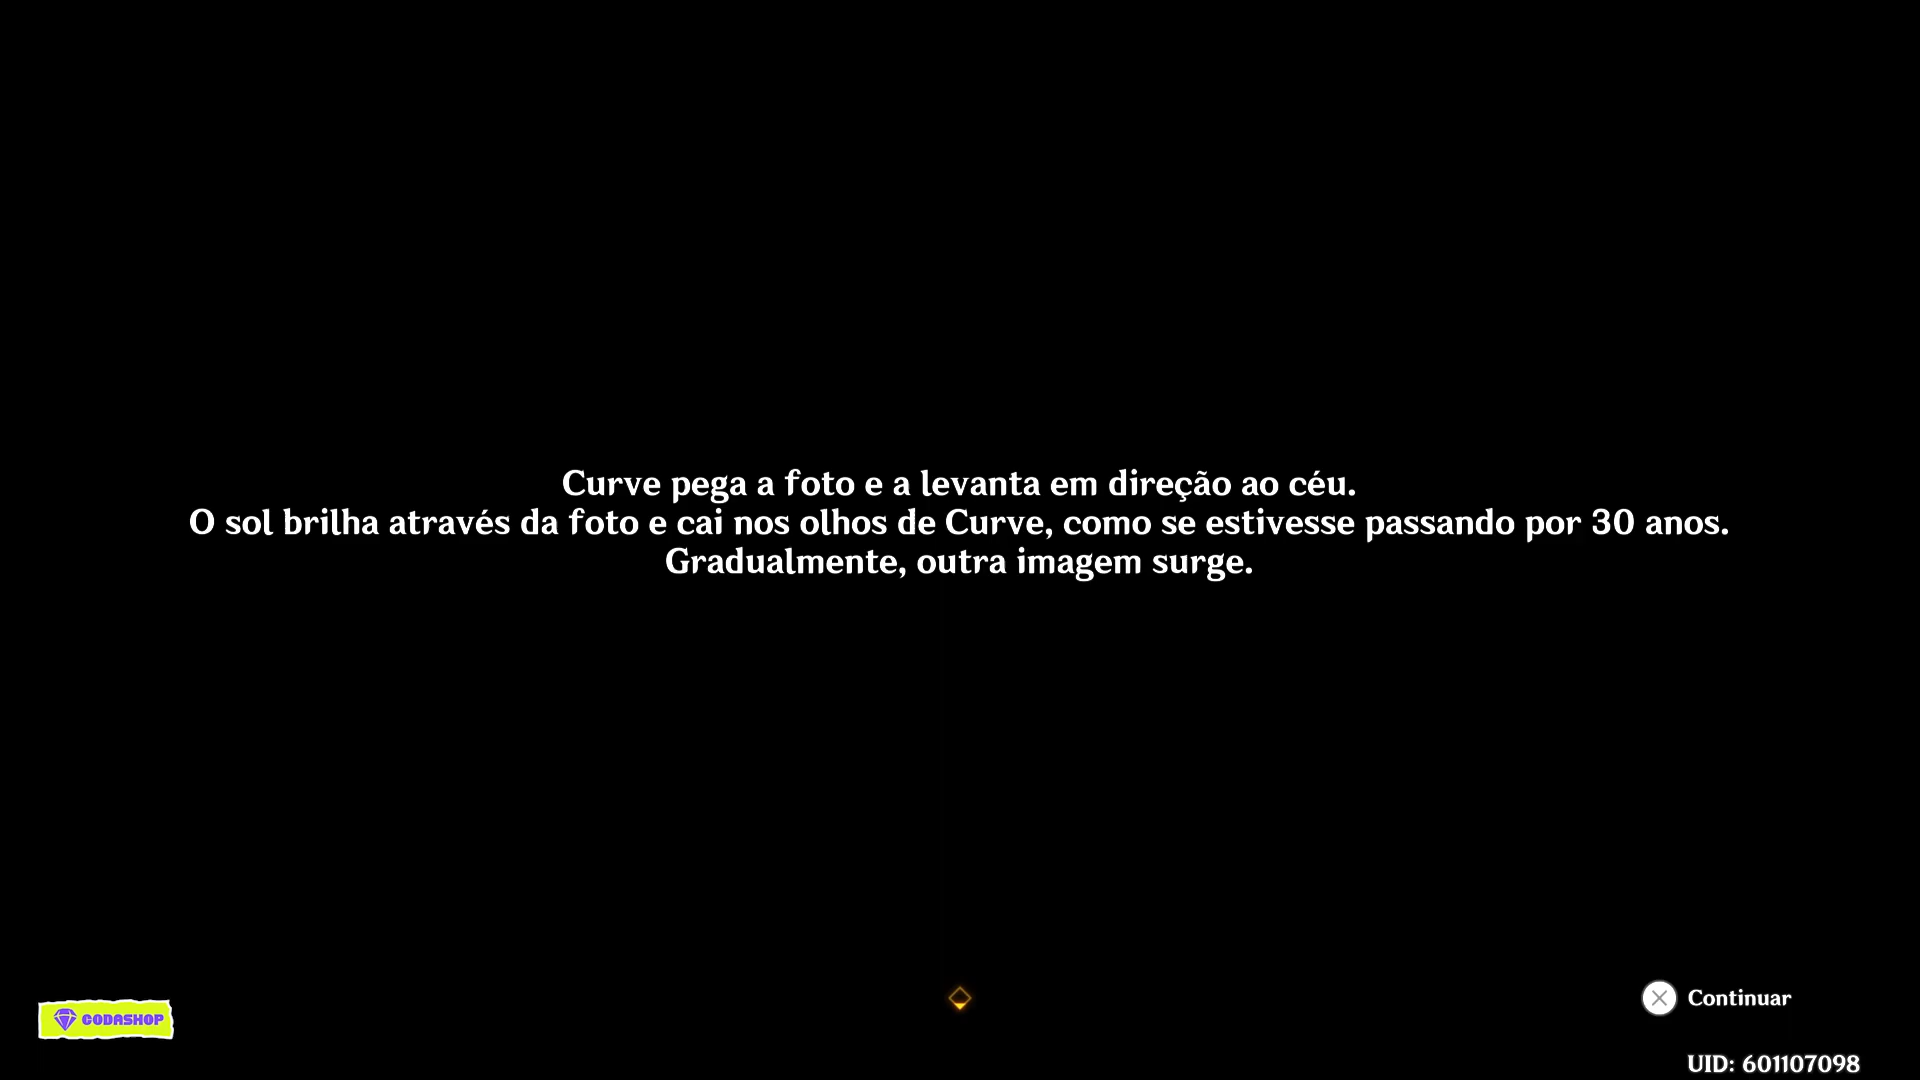 Curve pega a foto e a levanta em direção ao céu.
O sol brilha através da foto e cai nos olhos de Curve, como se estivesse passando por 30 anos.
Gradualmente, outra imagem surge.
Continuar
CODASHOP
UID: 601107098